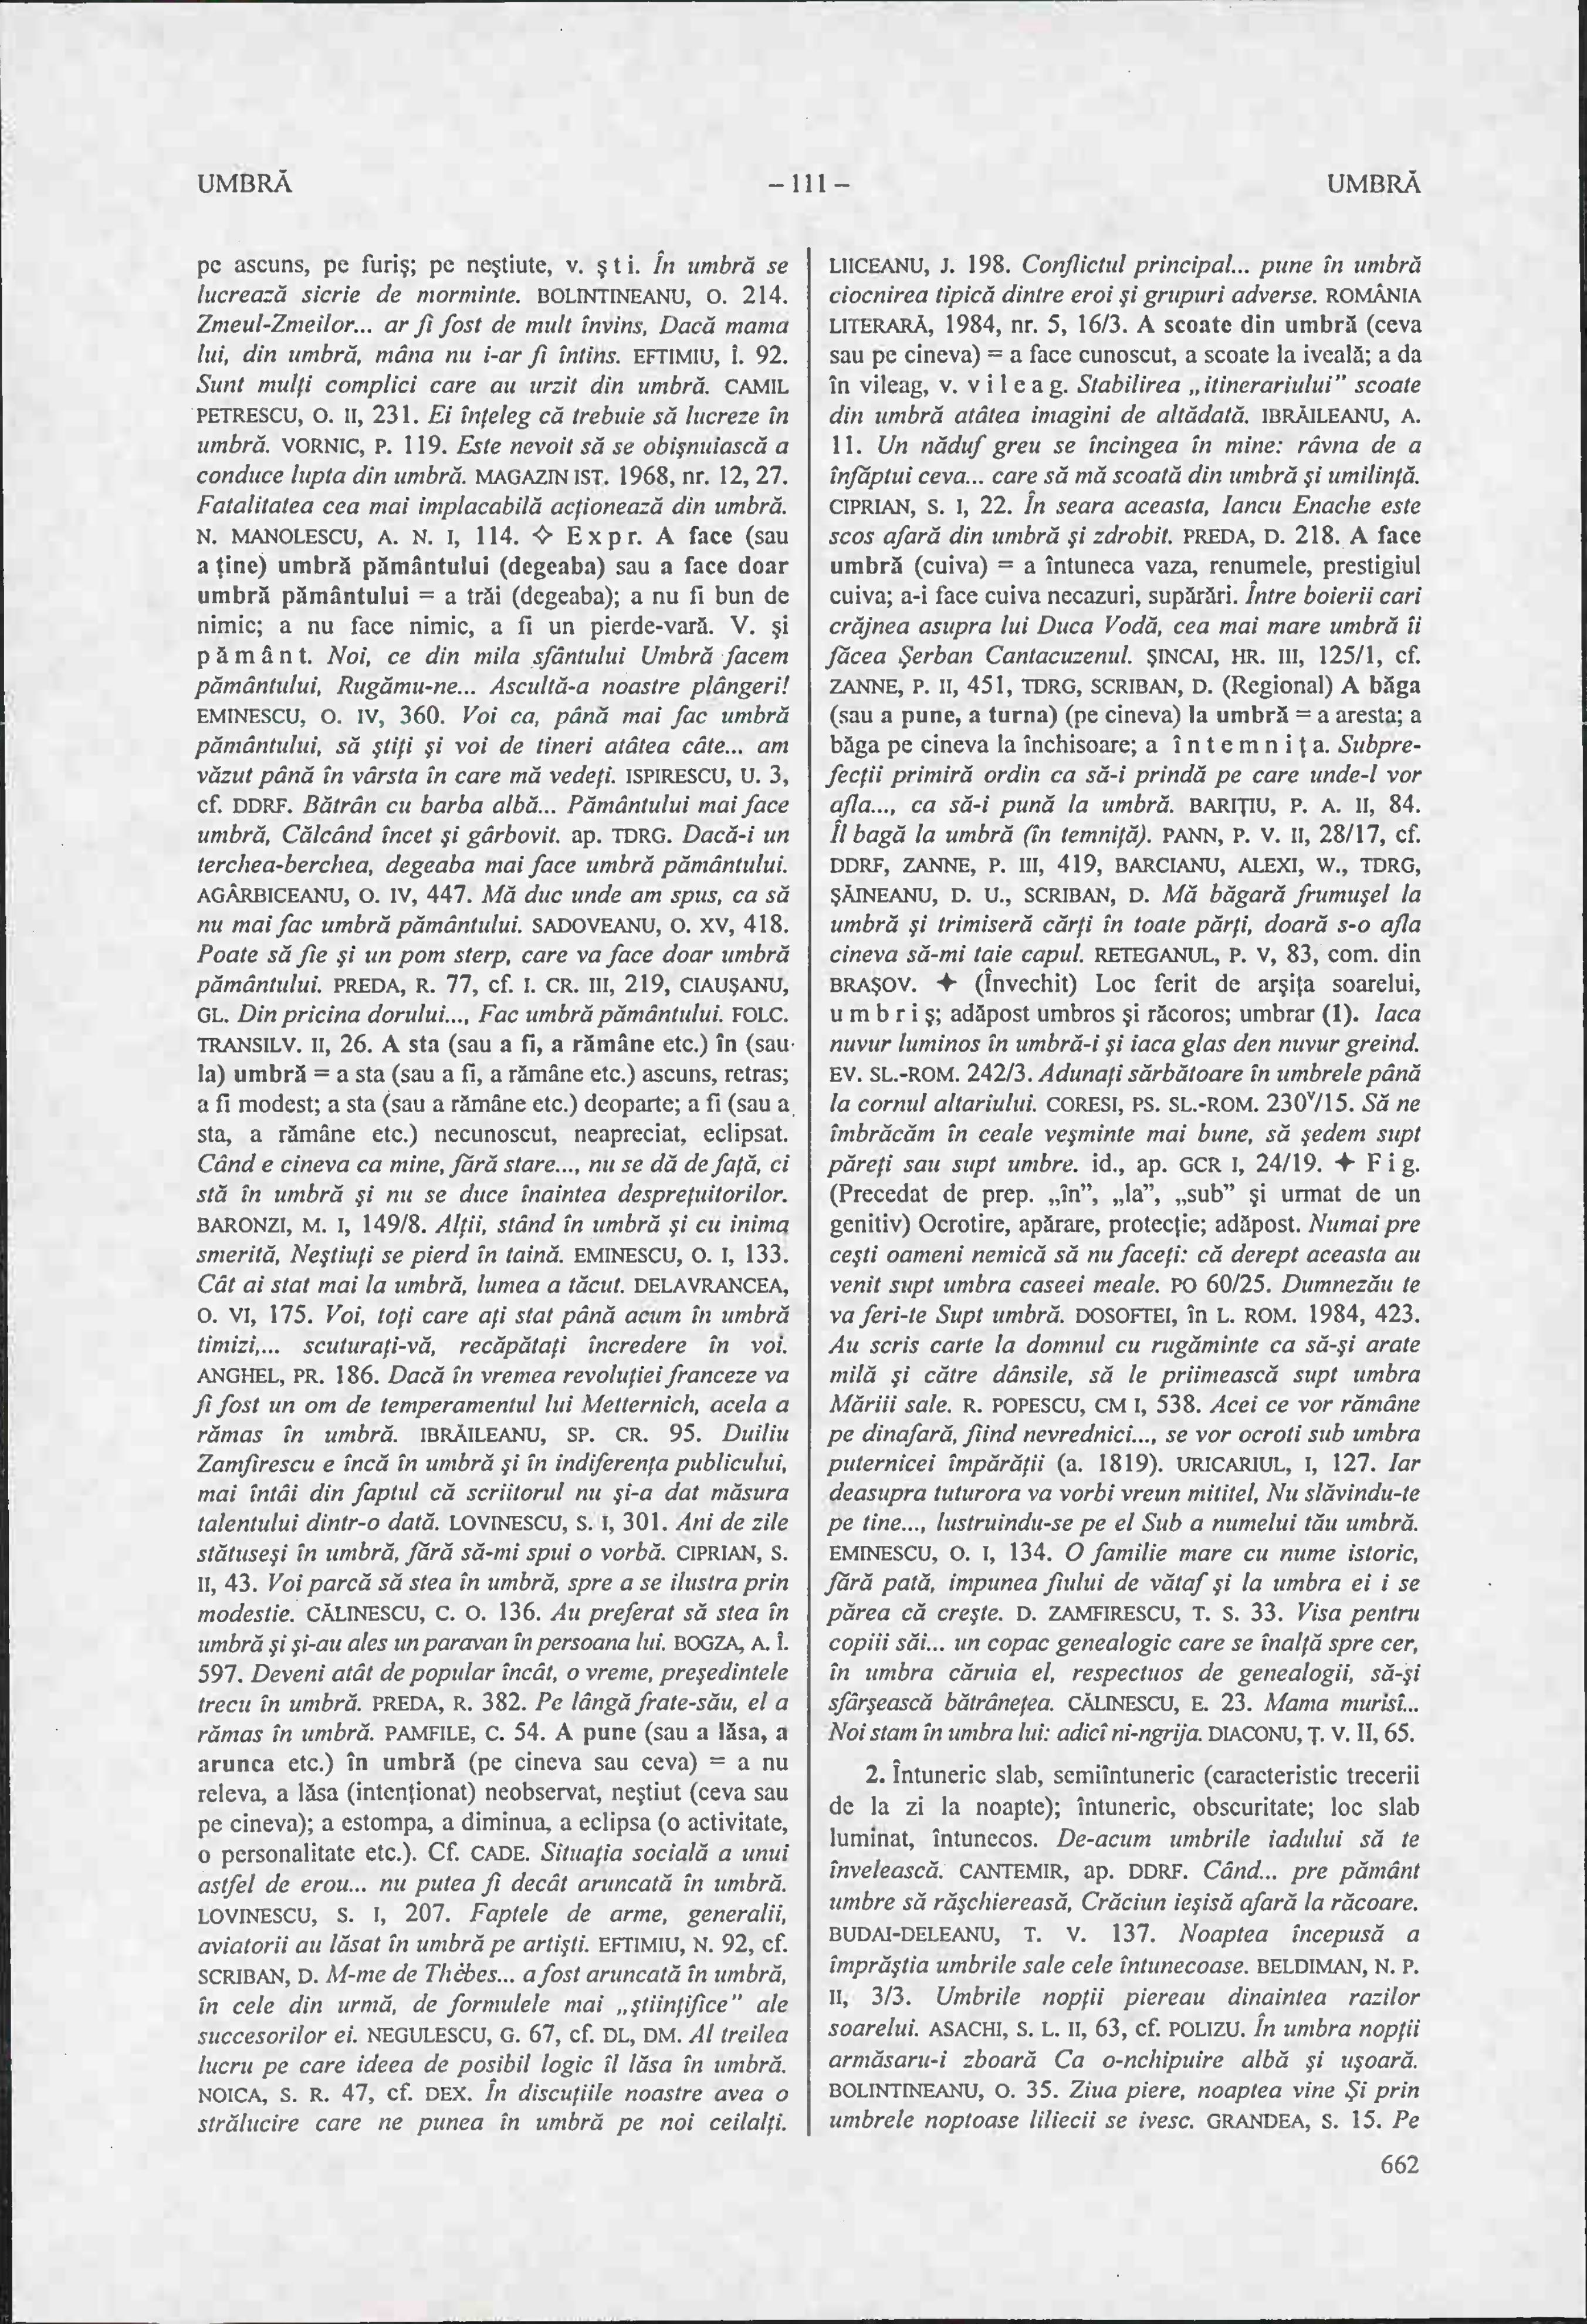 UMBRĂ
– 111 –
UMBRĂ
pe ascuns, pe furiş; pe neştiute, v. ş t i. În umbră se
lucrează sicrie de morminte. BOLINTINEANU, O. 214.
Zmeul-Zmeilor... ar fi fost de mult învins, Dacă mama
lui, din umbră, mâna nu i-ar fi întins. EFTIMIU, Î. 92.
Sunt mulţi complici care au urzit din umbră. CAMIL
PETRESCU, O. II, 231. Ei înţeleg că trebuie să lucreze în
umbră. VORNIC, P. 119. Este nevoit să se obişnuiască a
conduce lupta din umbră. MAGAZIN IST. 1968, nr. 12, 27.
Fatalitatea cea mai implacabilă acţionează din umbră.
N. MANOLESCU, A. N. I, 114. ◇ E x p r. A face (sau
a ţine) umbră pământului (degeaba) sau a face doar
umbră pământului = a trăi (degeaba); a nu fi bun de
nimic; a nu face nimic, a fi un pierde-vară. V. şi
p ă m â n t. Noi, ce din mila sfântului Umbră facem
pământului, Rugămu-ne... Ascultă-a noastre plângeri!
EMINESCU, O. IV, 360. Voi ca, până mai fac umbră
pământului, să ştiţi şi voi de tineri atâtea câte... am
văzut până în vârsta în care mă vedeţi. ISPIRESCU, U. 3,
cf. DDRF. Bătrân cu barba albă... Pământului mai face
umbră, Călcând încet şi gârbovit. ap. TDRG. Dacă-i un
terchea-berchea, degeaba mai face umbră pământului.
AGÂRBICEANU, O. IV, 447. Mă duc unde am spus, ca să
nu mai fac umbră pământului. SADOVEANU, O. XV, 418.
Poate să fie şi un pom sterp, care va face doar umbră
pământului. PREDA, R. 77, cf. I. CR. III, 219, CIAUŞANU,
GL. Din pricina dorului..., Fac umbră pământului. FOLC.
TRANSILV. II, 26. A sta (sau a fi, a rămâne etc.) în (sau
la) umbră = a sta (sau a fi, a rămâne etc.) ascuns, retras;
a fi modest; a sta (sau a rămâne etc.) deoparte; a fi (sau a
sta, a rămâne etc.) necunoscut, neapreciat, eclipsat.
Când e cineva ca mine, fără stare..., nu se dă de faţă, ci
stă în umbră şi nu se duce înaintea despreţuitorilor.
BARONZI, M. I, 149/8. Alţii, stând în umbră şi cu inima
smerită, Neştiuţi se pierd în taină. EMINESCU, O. I, 133.
Cât ai stat mai la umbră, lumea a tăcut. DELAVRANCEA,
O. VI, 175. Voi, toţi care aţi stat până acum în umbră
timizi,... scuturaţi-vă, recăpătaţi încredere în voi.
ANGHEL, PR. 186. Dacă în vremea revoluţiei franceze va
fi fost un om de temperamentul lui Metternich, acela a
rămas în umbră. IBRĂILEANU, SP. CR. 95. Duiliu
Zamfirescu e încă în umbră şi în indiferenţa publicului,
mai întâi din faptul că scriitorul nu şi-a dat măsura
talentului dintr-o dată. LOVINESCU, S. I, 301. Ani de zile
stătuseşi în umbră, fără să-mi spui o vorbă. CIPRIAN, S.
II, 43. Voi parcă să stea în umbră, spre a se ilustra prin
modestie. CĂLINESCU, C. O. 136. Au preferat să stea în
umbră şi şi-au ales un paravan în persoana lui. BOGZA, A. Î.
597. Deveni atât de popular încât, o vreme, preşedintele
trecu în umbră. PREDA, R. 382. Pe lângă frate-său, el a
rămas în umbră. PAMFILE, C. 54. A pune (sau a lăsa, a
arunca etc.) în umbră (pe cineva sau ceva) = a nu
releva, a lăsa (intenţionat) neobservat, neştiut (ceva sau
pe cineva); a estompa, a diminua, a eclipsa (o activitate,
o personalitate etc.). Cf. CADE. Situaţia socială a unui
astfel de erou... nu putea fi decât aruncată în umbră.
LOVINESCU, S. I, 207. Faptele de arme, generalii,
aviatorii au lăsat în umbră pe artişti. EFTIMIU, N. 92, cf.
SCRIBAN, D. M-me de Thèbes... a fost aruncată în umbră,
în cele din urmă, de formulele mai „ştiinţifice” ale
succesorilor ei. NEGULESCU, G. 67, cf. DL, DM. Al treilea
lucru pe care ideea de posibil logic îl lăsa în umbră.
NOICA, S. R. 47, cf. DEX. În discuţiile noastre avea o
strălucire care ne punea în umbră pe noi ceilalţi.
LIICEANU, J. 198. Conflictul principal... pune în umbră
ciocnirea tipică dintre eroi şi grupuri adverse. ROMÂNIA
LITERARĂ, 1984, nr. 5, 16/3. A scoate din umbră (ceva
sau pe cineva) = a face cunoscut, a scoate la iveală; a da
în vileag, v. v i l e a g. Stabilirea „itinerariului” scoate
din umbră atâtea imagini de altădată. IBRĂILEANU, A.
11. Un năduf greu se încingea în mine: râvna de a
înfăptui ceva... care să mă scoată din umbră şi umilinţă.
CIPRIAN, S. I, 22. În seara aceasta, Iancu Enache este
scos afară din umbră şi zdrobit. PREDA, D. 218. A face
umbră (cuiva) = a întuneca vaza, renumele, prestigiul
cuiva; a-i face cuiva necazuri, supărări. Între boierii cari
crăjnea asupra lui Duca Vodă, cea mai mare umbră îi
făcea Şerban Cantacuzenul. ŞINCAI, HR. III, 125/1, cf.
ZANNE, P. II, 451, TDRG, SCRIBAN, D. (Regional) A băga
(sau a pune, a turna) (pe cineva) la umbră = a aresta; a
băga pe cineva la închisoare; a î n t e m n i ţ a. Subpre-
fecţii primiră ordin ca să-i prindă pe care unde-l vor
afla..., ca să-i pună la umbră. BARIŢIU, P. A. II, 84.
Îl bagă la umbră (în temniţă). PANN, P. V. II, 28/17, cf.
DDRF, ZANNE, P. III, 419, BARCIANU, ALEXI, W., TDRG,
ŞĂINEANU, D. U., SCRIBAN, D. Mă băgară frumuşel la
umbră şi trimiseră cărţi în toate părţi, doară s-o afla
cineva să-mi taie capul. RETEGANUL, P. V, 83, com. din
BRAŞOV. ✦ (Învechit) Loc ferit de arşiţa soarelui,
u m b r i ş; adăpost umbros şi răcoros; umbrar (1). Iaca
nuvur luminos în umbră-i şi iaca glas den nuvur greind.
EV. SL.-ROM. 242/3. Adunaţi sărbătoare în umbrele până
la cornul altariului. CORESI, PS. SL.-ROM. 230ᵛ/15. Să ne
îmbrăcăm în ceale veşminte mai bune, să şedem supt
păreţi sau supt umbre. id., ap. GCR I, 24/19. ✦ F i g.
(Precedat de prep. „în”, „la”, „sub” şi urmat de un
genitiv) Ocrotire, apărare, protecţie; adăpost. Numai pre
ceşti oameni nemică să nu faceţi: că derept aceasta au
venit supt umbra caseei meale. PO 60/25. Dumnezău te
va feri-te Supt umbră. DOSOFTEI, în L. ROM. 1984, 423.
Au scris carte la domnul cu rugăminte ca să-şi arate
milă şi către dânsile, să le priimească supt umbra
Măriii sale. R. POPESCU, CM I, 538. Acei ce vor rămâne
pe dinafară, fiind nevrednici..., se vor ocroti sub umbra
puternicei împărăţii (a. 1819). URICARIUL, I, 127. Iar
deasupra tuturora va vorbi vreun mititel, Nu slăvindu-te
pe tine..., lustruindu-se pe el Sub a numelui tău umbră.
EMINESCU, O. I, 134. O familie mare cu nume istoric,
fără pată, impunea fiului de vătaf şi la umbra ei i se
părea că creşte. D. ZAMFIRESCU, T. S. 33. Visa pentru
copiii săi... un copac genealogic care se înalţă spre cer,
în umbra căruia el, respectuos de genealogii, să-şi
sfârşească bătrâneţea. CĂLINESCU, E. 23. Mama murisî...
Noi stam în umbra lui: adicî ni-ngrija. DIACONU, Ţ. V. II, 65.
2. Întuneric slab, semiîntuneric (caracteristic trecerii
de la zi la noapte); întuneric, obscuritate; loc slab
luminat, întunecos. De-acum umbrile iadului să te
învelească. CANTEMIR, ap. DDRF. Când... pre pământ
umbre să răşchierează, Crăciun ieşisă afară la răcoare.
BUDAI-DELEANU, T. V. 137. Noaptea începusă a
împrăştia umbrile sale cele întunecoase. BELDIMAN, N. P.
II, 3/3. Umbrile nopţii piereau dinaintea razilor
soarelui. ASACHI, S. L. II, 63, cf. POLIZU. În umbra nopţii
armăsaru-i zboară Ca o-nchipuire albă şi uşoară.
BOLINTINEANU, O. 35. Ziua piere, noaptea vine Şi prin
umbrele noptoase liliecii se ivesc. GRANDEA, S. 15. Pe
662